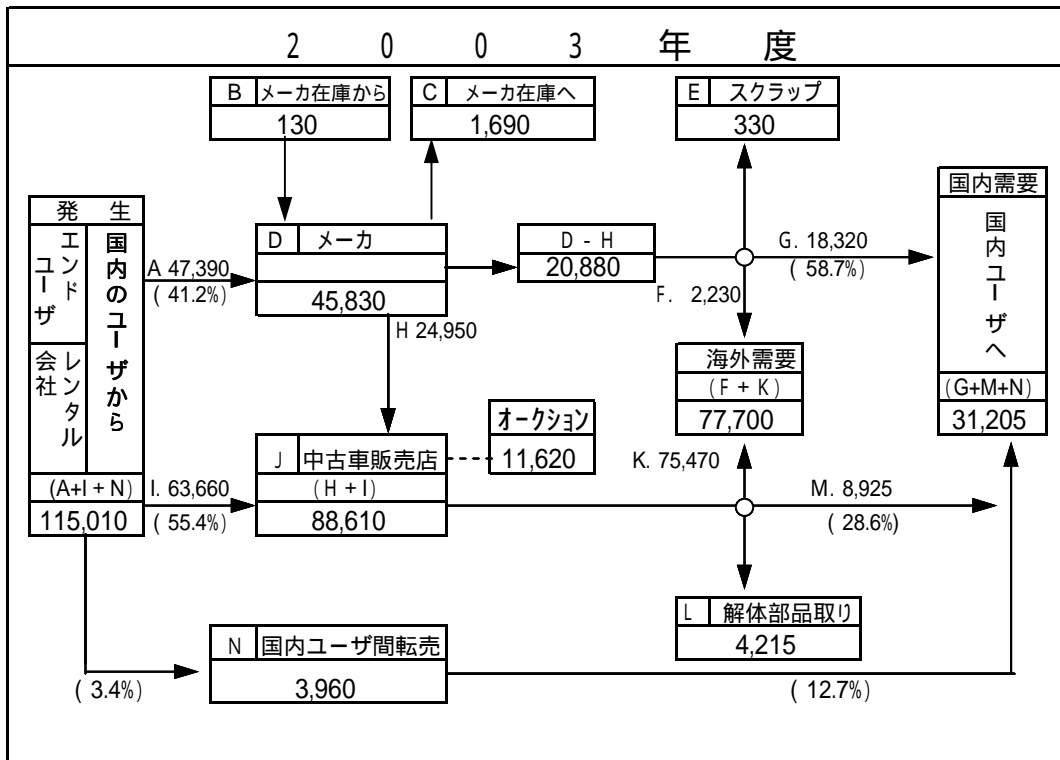 2003年度
B メーカ在庫から
130
C メーカ在庫へ
1,690
E スクラップ
330
国内需要
国内ユーザへ
(G+M+N)
31,205
発 生
エンドユーザ
レンタル会社
国内のユーザから
(A+I + N)
115,010
A 47,390
( 41.2%)
D メーカ
45,830
D - H
20,880
G. 18,320
( 58.7%)
F. 2,230
H 24,950
海外需要
(F + K)
77,700
オークション
11,620
J 中古車販売店
(H + I)
88,610
I. 63,660
( 55.4%)
K. 75,470
M. 8,925
( 28.6%)
L 解体部品取り
4,215
N 国内ユーザ間転売
3,960
( 3.4%)
( 12.7%)